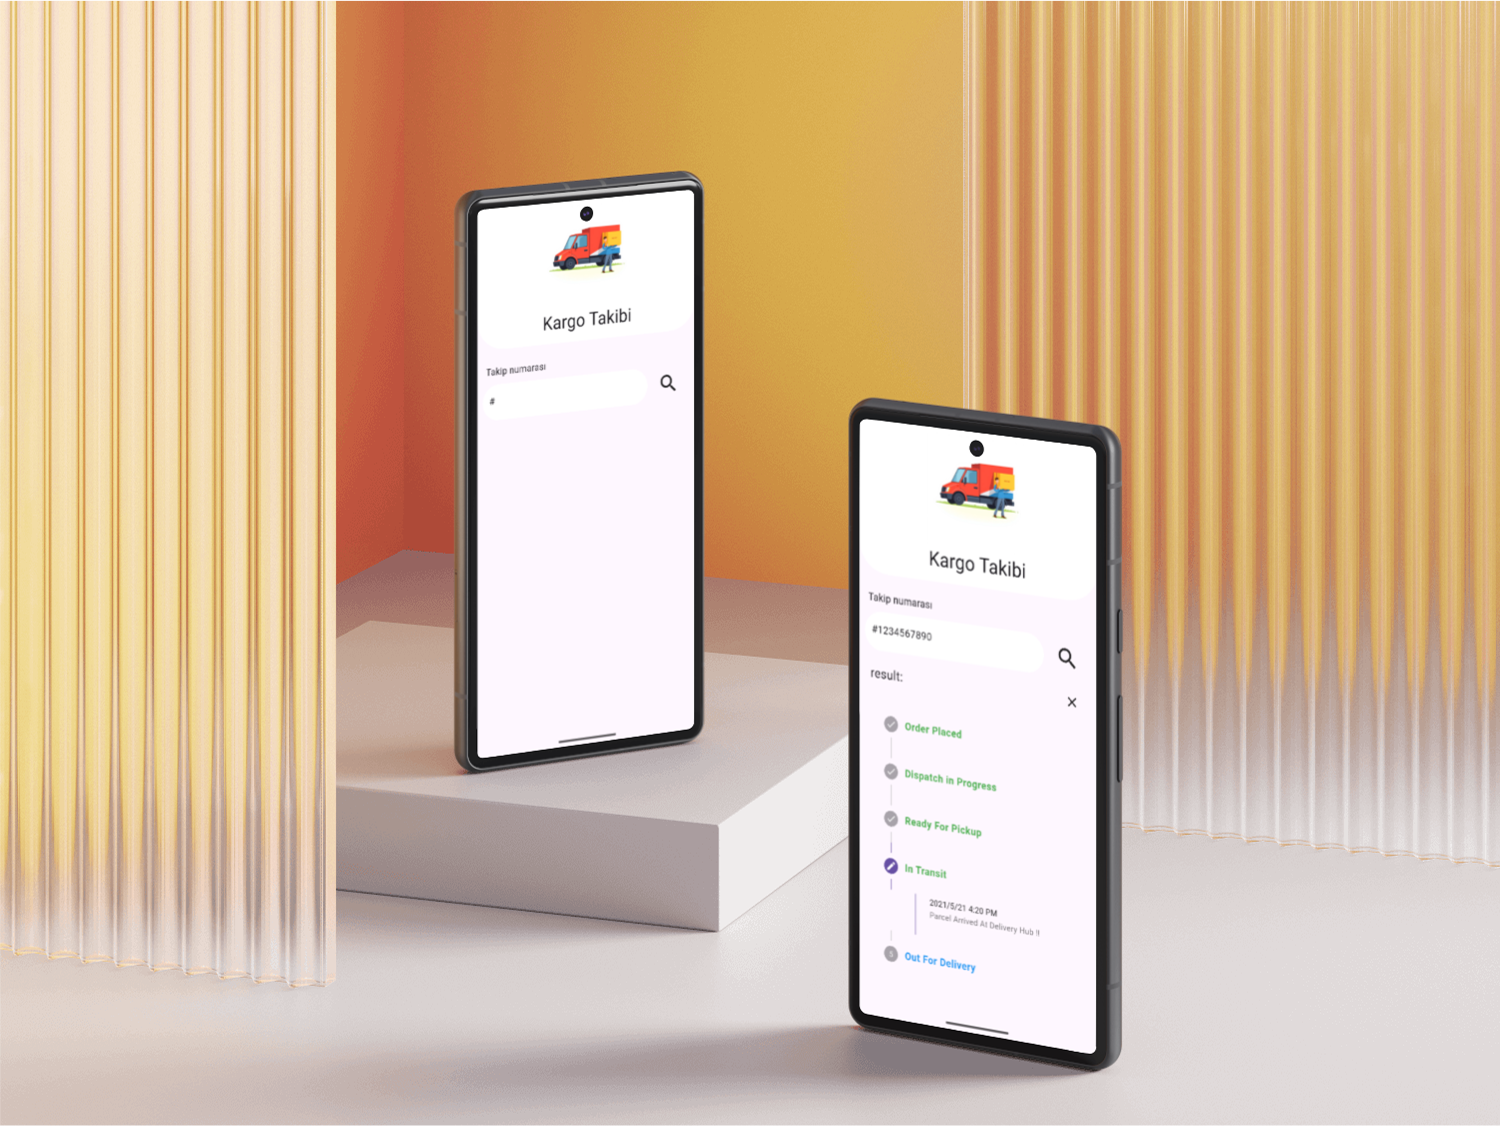 Kargo Takibi
Takip numarası
#
Kargo Takibi
Takip numarası
#1234567890
result:
Order Placed
Dispatch in Progress
Ready For Pickup
In Transit
2021/5/21 4:20 PM
Parcel Arrived At Delivery Hub !!
5
Out For Delivery